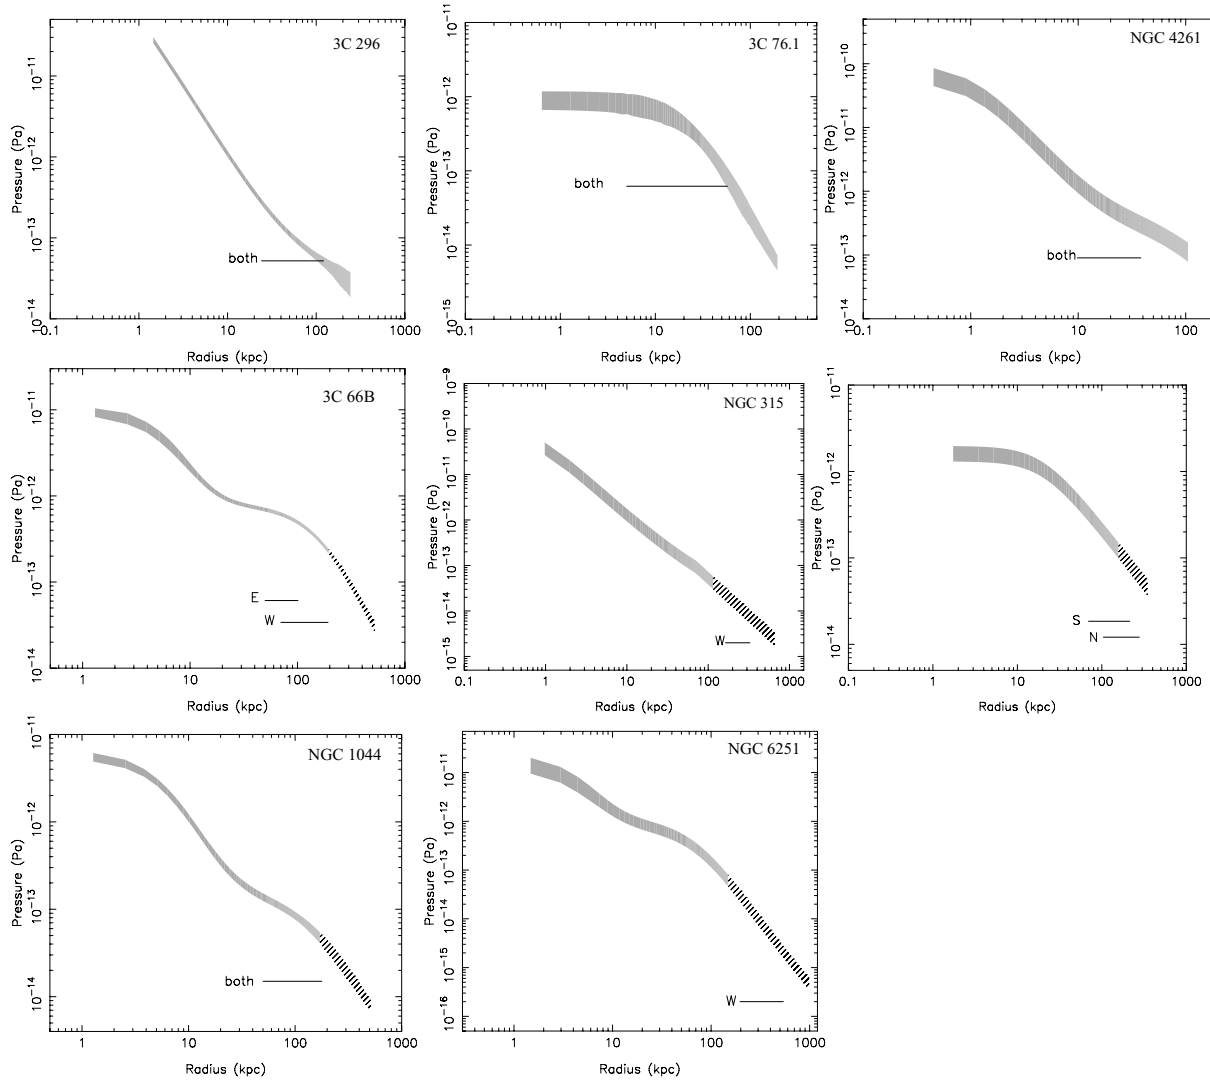 3C 296
Pressure (Pa)
10⁻¹¹
10⁻¹²
10⁻¹³
10⁻¹⁴
both
0.1 1 10 100 1000
Radius (kpc)
3C 76.1
Pressure (Pa)
10⁻¹¹
10⁻¹²
10⁻¹³
10⁻¹⁴
10⁻¹⁵
both
0.1 1 10 100
Radius (kpc)
NGC 4261
Pressure (Pa)
10⁻¹⁰
10⁻¹¹
10⁻¹²
10⁻¹³
10⁻¹⁴
both
0.1 1 10 100
Radius (kpc)
3C 66B
Pressure (Pa)
10⁻¹¹
10⁻¹²
10⁻¹³
10⁻¹⁴
E
W
1 10 100 1000
Radius (kpc)
NGC 315
Pressure (Pa)
10⁻⁹
10⁻¹⁰
10⁻¹¹
10⁻¹²
10⁻¹³
10⁻¹⁴
10⁻¹⁵
W
0.1 1 10 100 1000
Radius (kpc)
Pressure (Pa)
10⁻¹¹
10⁻¹²
10⁻¹³
10⁻¹⁴
S
N
0.1 1 10 100 1000
Radius (kpc)
NGC 1044
Pressure (Pa)
10⁻¹¹
10⁻¹²
10⁻¹³
10⁻¹⁴
both
1 10 100 1000
Radius (kpc)
NGC 6251
Pressure (Pa)
10⁻¹¹
10⁻¹²
10⁻¹³
10⁻¹⁴
10⁻¹⁵
10⁻¹⁶
W
1 10 100 1000
Radius (kpc)